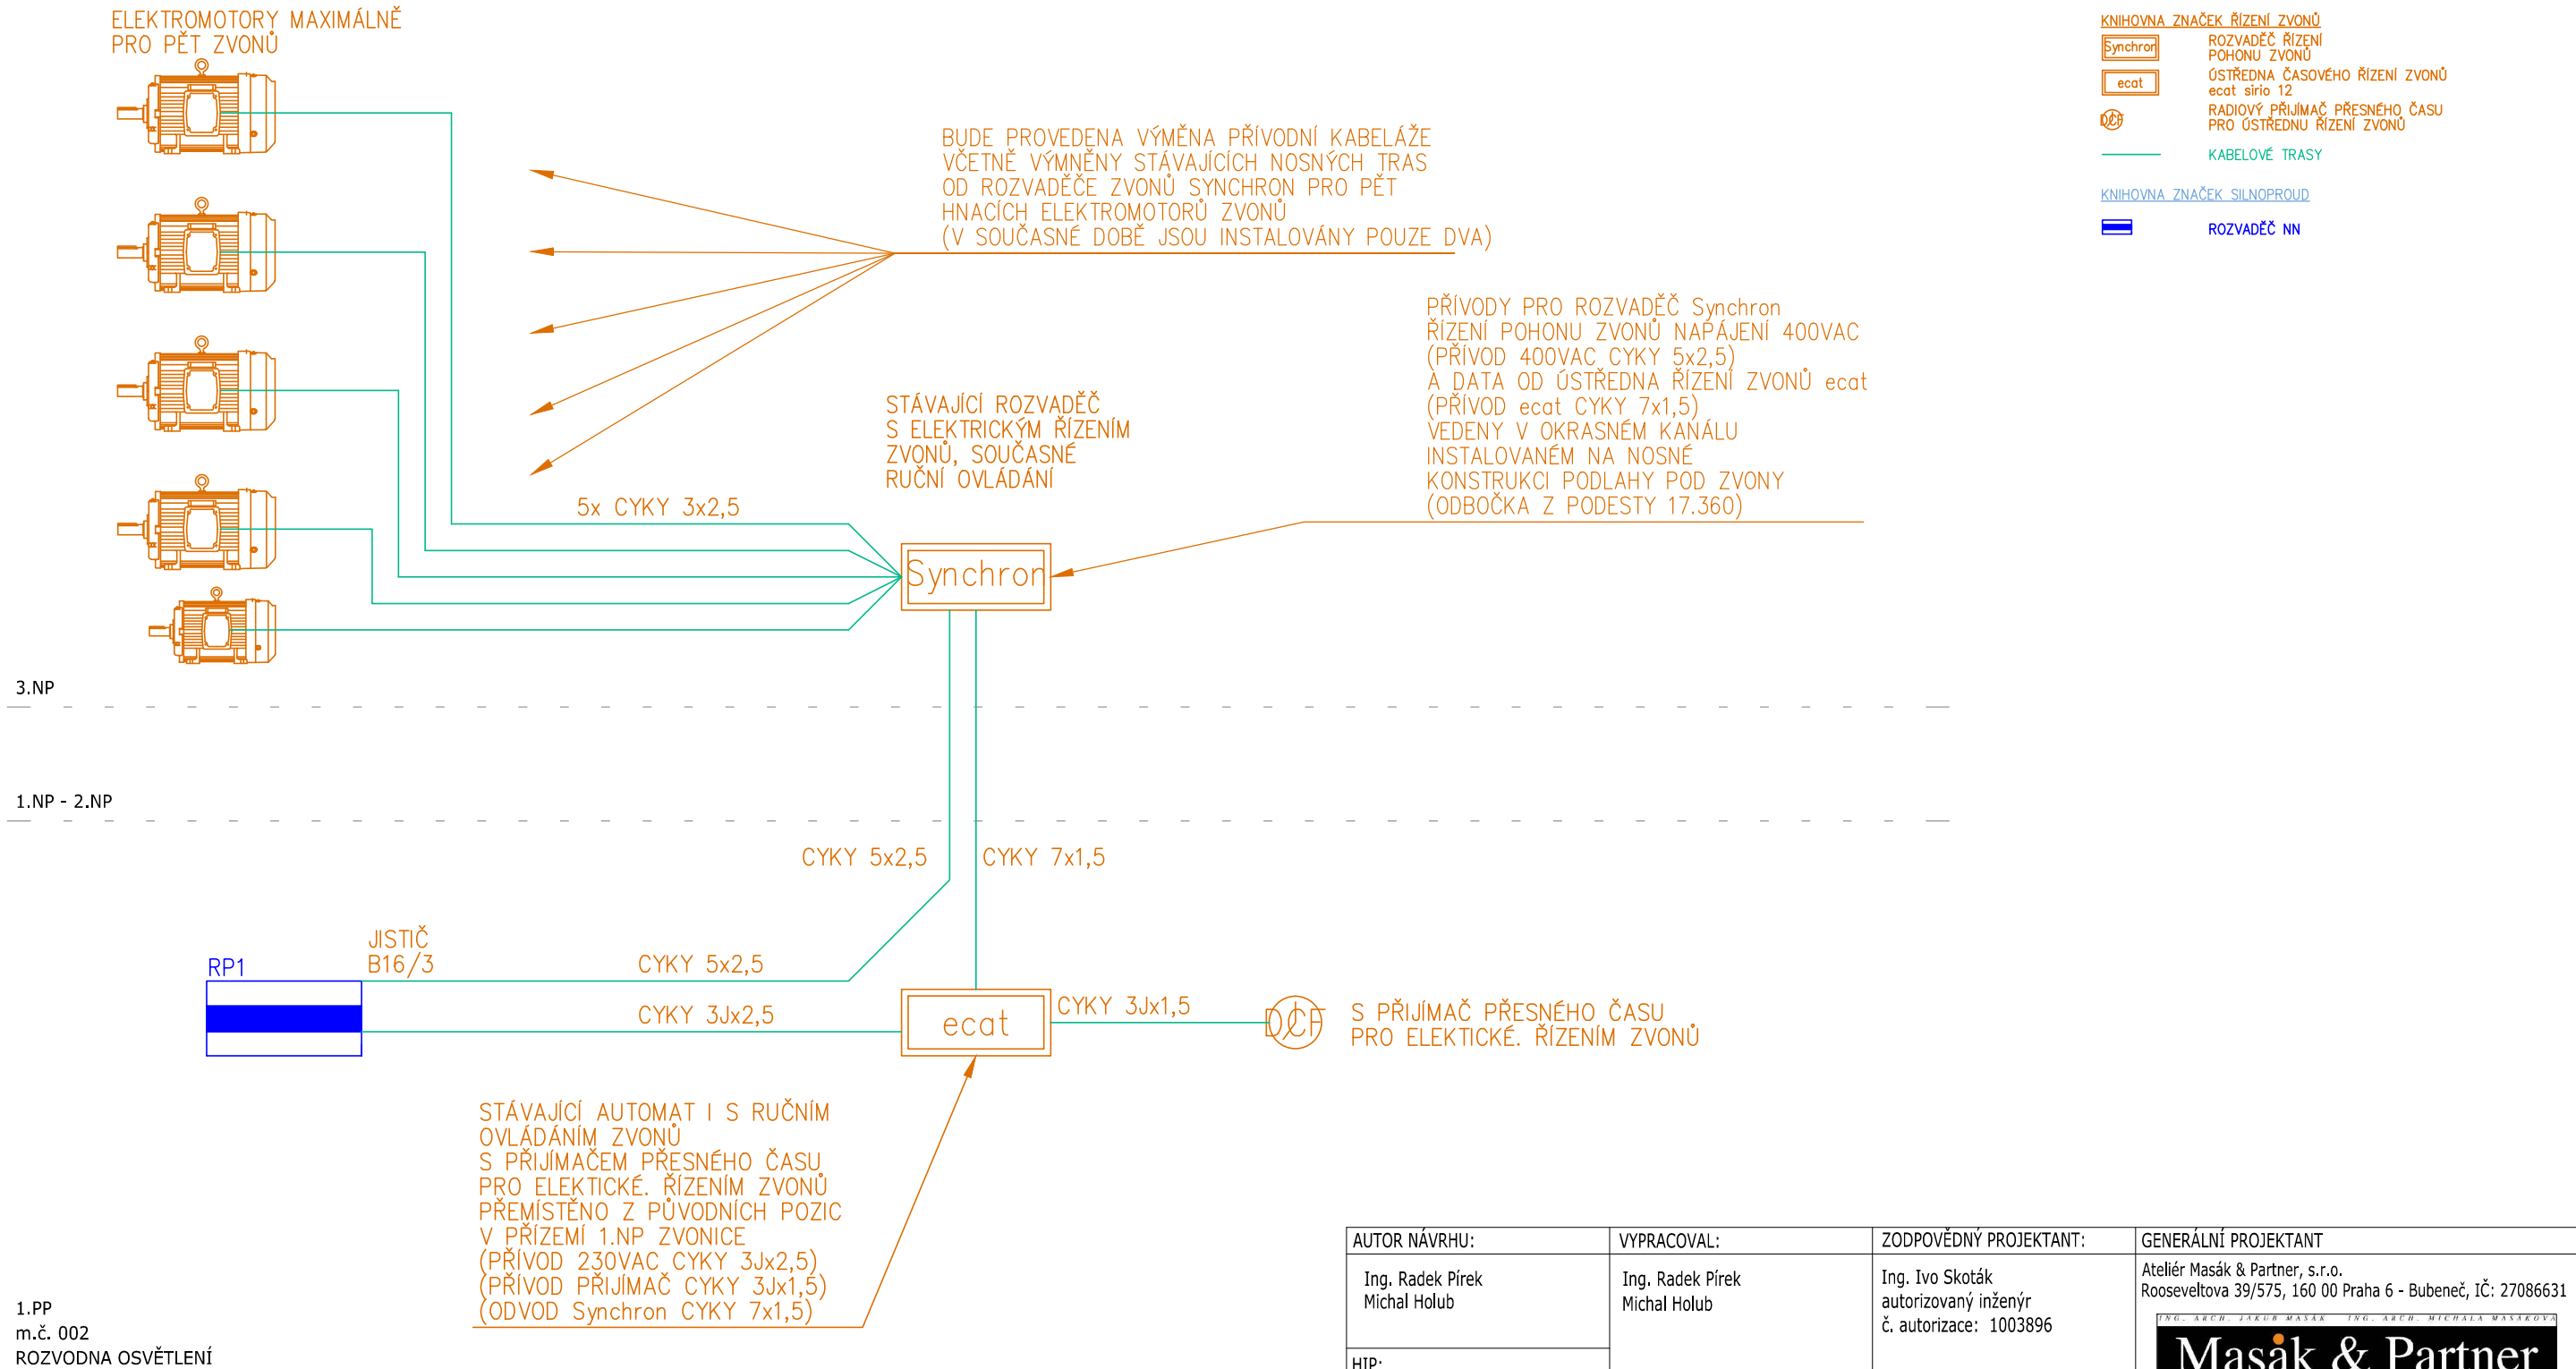 ELEKTROMOTORY MAXIMÁLNĚ
PRO PĚT ZVONŮ
BUDE PROVEDENA VÝMĚNA PŘÍVODNÍ KABELÁŽE
VČETNĚ VÝMNĚNY STÁVAJÍCÍCH NOSNÝCH TRAS
OD ROZVADĚČE ZVONŮ SYNCHRON PRO PĚT
HNACÍCH ELEKTROMOTORŮ ZVONŮ
(V SOUČASNÉ DOBĚ JSOU INSTALOVÁNY POUZE DVA)
KNIHOVNA ZNAČEK ŘÍZENÍ ZVONŮ
Synchron
ROZVADĚČ ŘÍZENÍ
POHONU ZVONŮ
ecat
ÚSTŘEDNA ČASOVÉHO ŘÍZENÍ ZVONŮ
ecat sirio 12
DCF
RADIOVÝ PŘIJÍMAČ PŘESNÉHO ČASU
PRO ÚSTŘEDNU ŘÍZENÍ ZVONŮ
KABELOVÉ TRASY
KNIHOVNA ZNAČEK SILNOPROUD
ROZVADĚČ NN
PŘÍVODY PRO ROZVADĚČ Synchron
ŘÍZENÍ POHONU ZVONŮ NAPÁJENÍ 400VAC
(PŘÍVOD 400VAC CYKY 5x2,5)
A DATA OD ÚSTŘEDNA ŘÍZENÍ ZVONŮ ecat
(PŘÍVOD ecat CYKY 7x1,5)
VEDENY V OKRASNÉM KANÁLU
INSTALOVANÉM NA NOSNÉ
KONSTRUKCI PODLAHY POD ZVONY
(ODBOČKA Z PODESTY 17.360)
STÁVAJÍCÍ ROZVADĚČ
S ELEKTRICKÝM ŘÍZENÍM
ZVONŮ, SOUČASNÉ
RUČNÍ OVLÁDÁNÍ
5x CYKY 3x2,5
Synchron
3.NP
1.NP - 2.NP
CYKY 5x2,5
CYKY 7x1,5
JISTIČ
B16/3
RP1
CYKY 5x2,5
CYKY 3Jx2,5
ecat
CYKY 3Jx1,5
DCF
S PŘIJÍMAČ PŘESNÉHO ČASU
PRO ELEKTICKÉ. ŘÍZENÍM ZVONŮ
STÁVAJÍCÍ AUTOMAT I S RUČNÍM
OVLÁDÁNÍM ZVONŮ
S PŘIJÍMAČEM PŘESNÉHO ČASU
PRO ELEKTICKÉ. ŘÍZENÍM ZVONŮ
PŘEMÍSTĚNO Z PŮVODNÍCH POZIC
V PŘÍZEMÍ 1.NP ZVONICE
(PŘÍVOD 230VAC CYKY 3Jx2,5)
(PŘÍVOD PŘIJÍMAČ CYKY 3Jx1,5)
(ODVOD Synchron CYKY 7x1,5)
1.PP
m.č. 002
ROZVODNA OSVĚTLENÍ
AUTOR NÁVRHU:
Ing. Radek Pírek
Michal Holub
HIP:
VYPRACOVAL:
Ing. Radek Pírek
Michal Holub
ZODPOVĚDNÝ PROJEKTANT:
Ing. Ivo Skoták
autorizovaný inženýr
č. autorizace: 1003896
GENERÁLNÍ PROJEKTANT
Ateliér Masák & Partner, s.r.o.
Rooseveltova 39/575, 160 00 Praha 6 - Bubeneč, IČ: 27086631
ING. ARCH. JAKUB MASÁK ING. ARCH. MICHALA MASÁKOVÁ
Masák & Partner